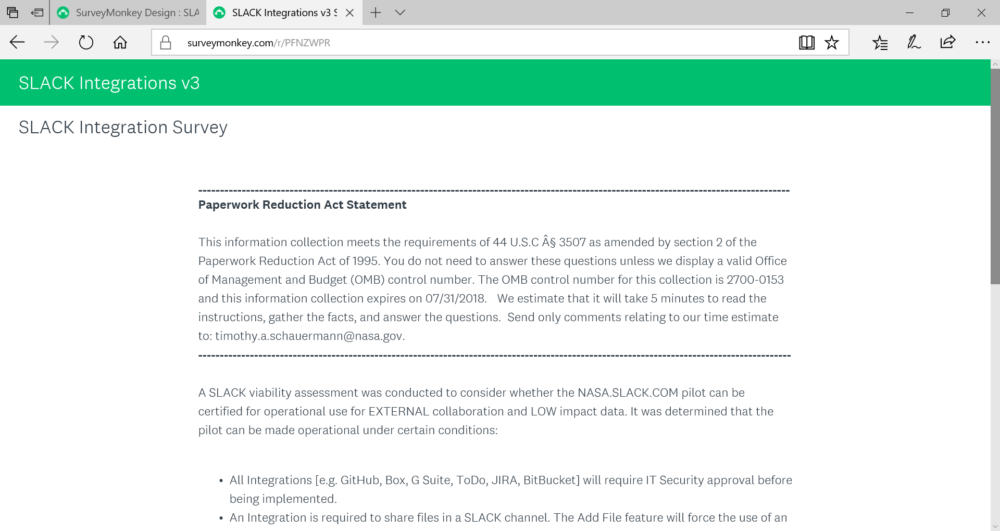 SurveyMonkey Design : SLA
SLACK Integrations v3 S
surveymonkey.com/r/PFNZWPR
SLACK Integrations v3
SLACK Integration Survey
------------------------------------------------------------------------------------------------------------------------------------------
Paperwork Reduction Act Statement
This information collection meets the requirements of 44 U.S.C Â§ 3507 as amended by section 2 of the
Paperwork Reduction Act of 1995. You do not need to answer these questions unless we display a valid Office
of Management and Budget (OMB) control number. The OMB control number for this collection is 2700-0153
and this information collection expires on 07/31/2018.   We estimate that it will take 5 minutes to read the
instructions, gather the facts, and answer the questions.  Send only comments relating to our time estimate
to: timothy.a.schauermann@nasa.gov.
------------------------------------------------------------------------------------------------------------------------------------------
A SLACK viability assessment was conducted to consider whether the NASA.SLACK.COM pilot can be
certified for operational use for EXTERNAL collaboration and LOW impact data. It was determined that the
pilot can be made operational under certain conditions:
• All Integrations [e.g. GitHub, Box, G Suite, ToDo, JIRA, BitBucket] will require IT Security approval before
being implemented.
• An Integration is required to share files in a SLACK channel. The Add File feature will force the use of an